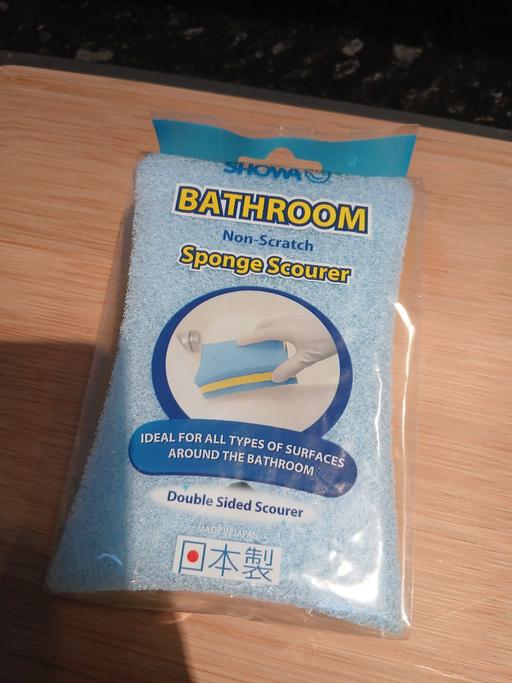 SHOWA
BATHROOM
Non-Scratch
Sponge Scourer
IDEAL FOR ALL TYPES OF SURFACES
AROUND THE BATHROOM
Double Sided Scourer
MADE IN JAPAN
日本製